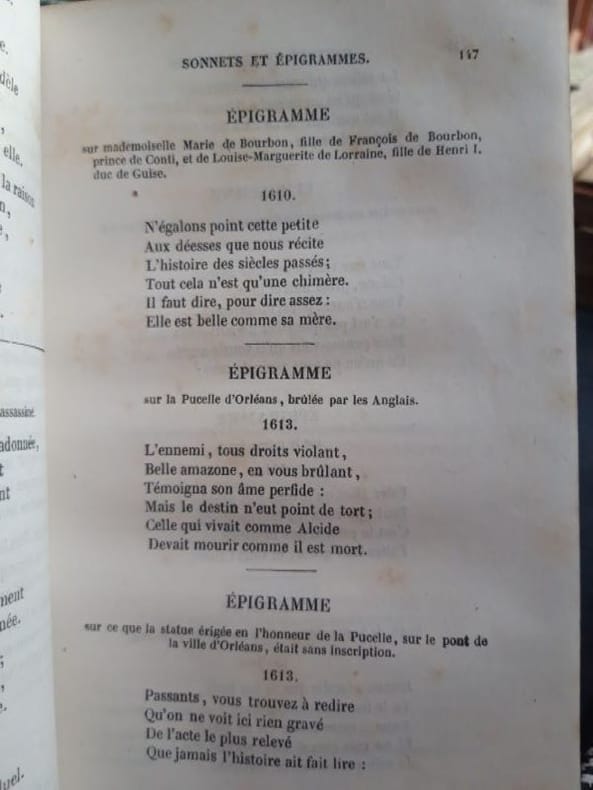 SONNETS ET ÉPIGRAMMES. 147
ÉPIGRAMME
sur mademoiselle Marie de Bourbon, fille de François de Bourbon,
prince de Conti, et de Louise-Marguerite de Lorraine, fille de Henri I.
duc de Guise.
1610.
N'égalons point cette petite
Aux déesses que nous récite
L'histoire des siècles passés;
Tout cela n'est qu'une chimère.
Il faut dire, pour dire assez :
Elle est belle comme sa mère.
ÉPIGRAMME
sur la Pucelle d'Orléans, brûlée par les Anglais.
1613.
L'ennemi, tous droits violant,
Belle amazone, en vous brûlant,
Témoigna son âme perfide :
Mais le destin n'eut point de tort;
Celle qui vivait comme Alcide
Devait mourir comme il est mort.
ÉPIGRAMME
sur ce que la statue érigée en l'honneur de la Pucelle, sur le pont de
la ville d'Orléans, était sans inscription.
1613.
Passants, vous trouvez à redire
Qu'on ne voit ici rien gravé
De l'acte le plus relevé
Que jamais l'histoire ait fait lire :
elle.
la raison
assassiné